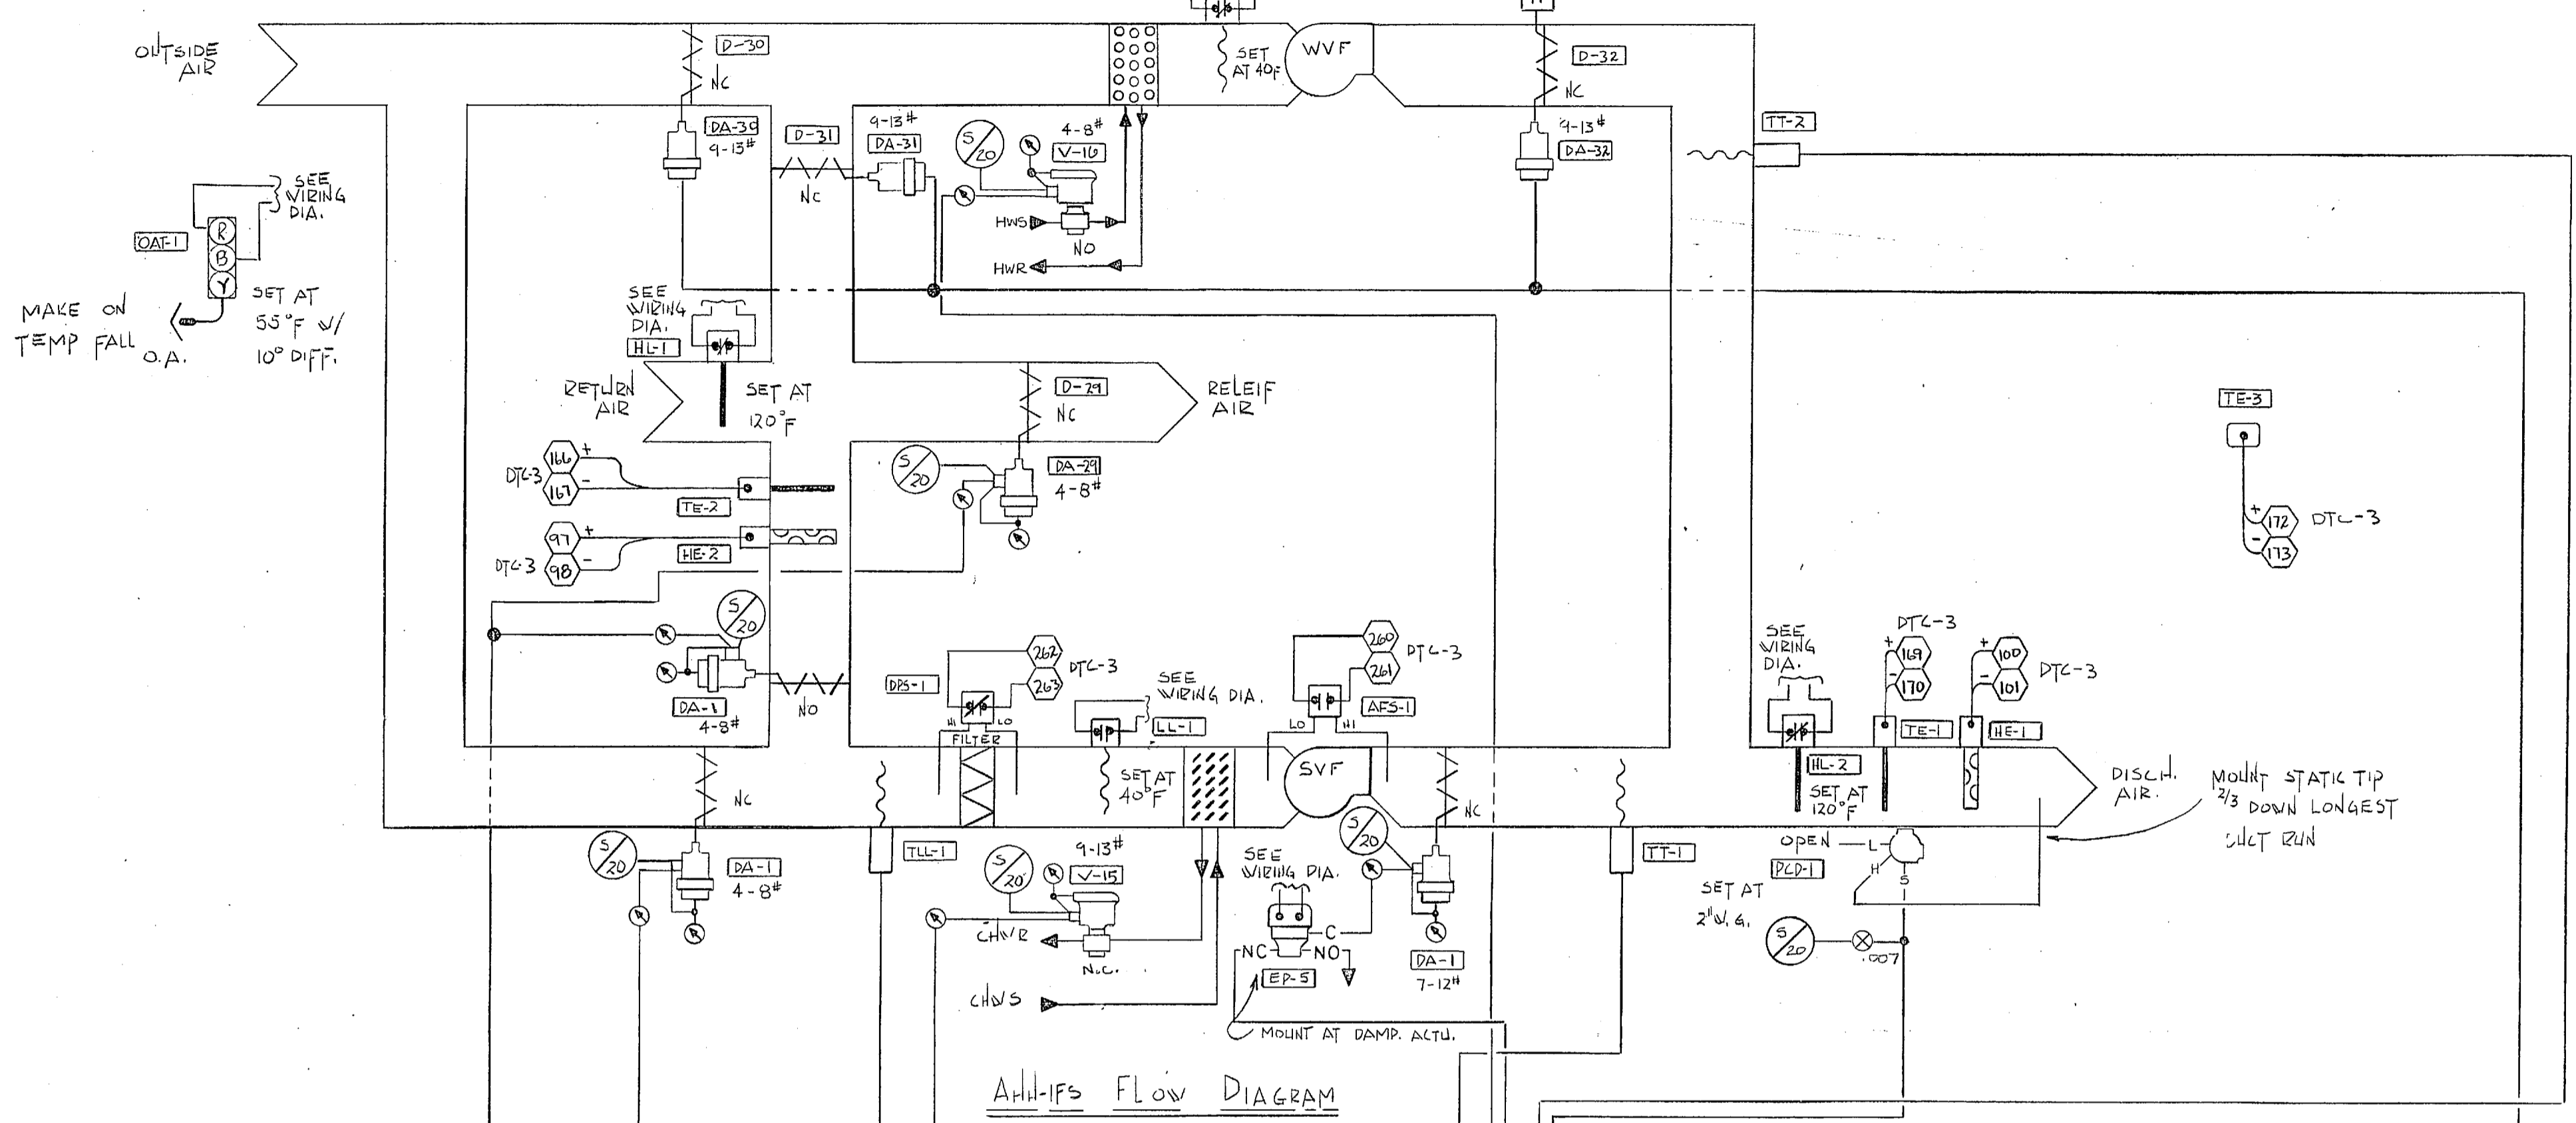 OUTSIDE
AIR
D-30
NC
DA-30
9-13#
D-31
NC
9-13#
DA-31
S/20
4-8#
V-16
HWS
NO
HWR
SET
AT 40F
WVF
D-32
NC
9-13#
DA-32
TT-2
SEE
WIRING
DIA.
OAT-1
R
B
Y
SET AT
55°F W/
10° DIFF.
MAKE ON
TEMP FALL
O.A.
SEE
WIRING
DIA.
HL-1
RETURN
AIR
SET AT
120°F
D-29
NC
RELEIF
AIR
S/20
DA-29
4-8#
TE-3
+
172
-
173
DTC-3
166
+
167
-
DTC-3
TE-2
97
+
98
-
DTC-3
HE-2
S/20
DA-1
4-8#
NO
262
263
DTC-3
DPS-1
HI
LO
FILTER
SEE
WIRING DIA.
LL-1
SET AT
40°F
260
261
DTC-3
AFS-1
LO
HI
SVF
SEE
WIRING
DIA.
DTC-3
+
169
-
170
+
100
-
101
DTC-3
TE-1
HE-1
HL-2
SET AT
120°F
DISCH.
AIR.
MOUNT STATIC TIP
2/3 DOWN LONGEST
DUCT RUN
NC
S/20
DA-1
4-8#
TLL-1
S/20
9-13#
V-15
CHWR
N.C.
CHWS
SEE
WIRING DIA.
C
NC
NO
EP-5
MOUNT AT DAMP. ACTU.
S/20
NC
DA-1
7-12#
TT-1
OPEN
L
H
S
PCD-1
SET AT
2"W.G.
S/20
.007
AHU-1FS FLOW DIAGRAM